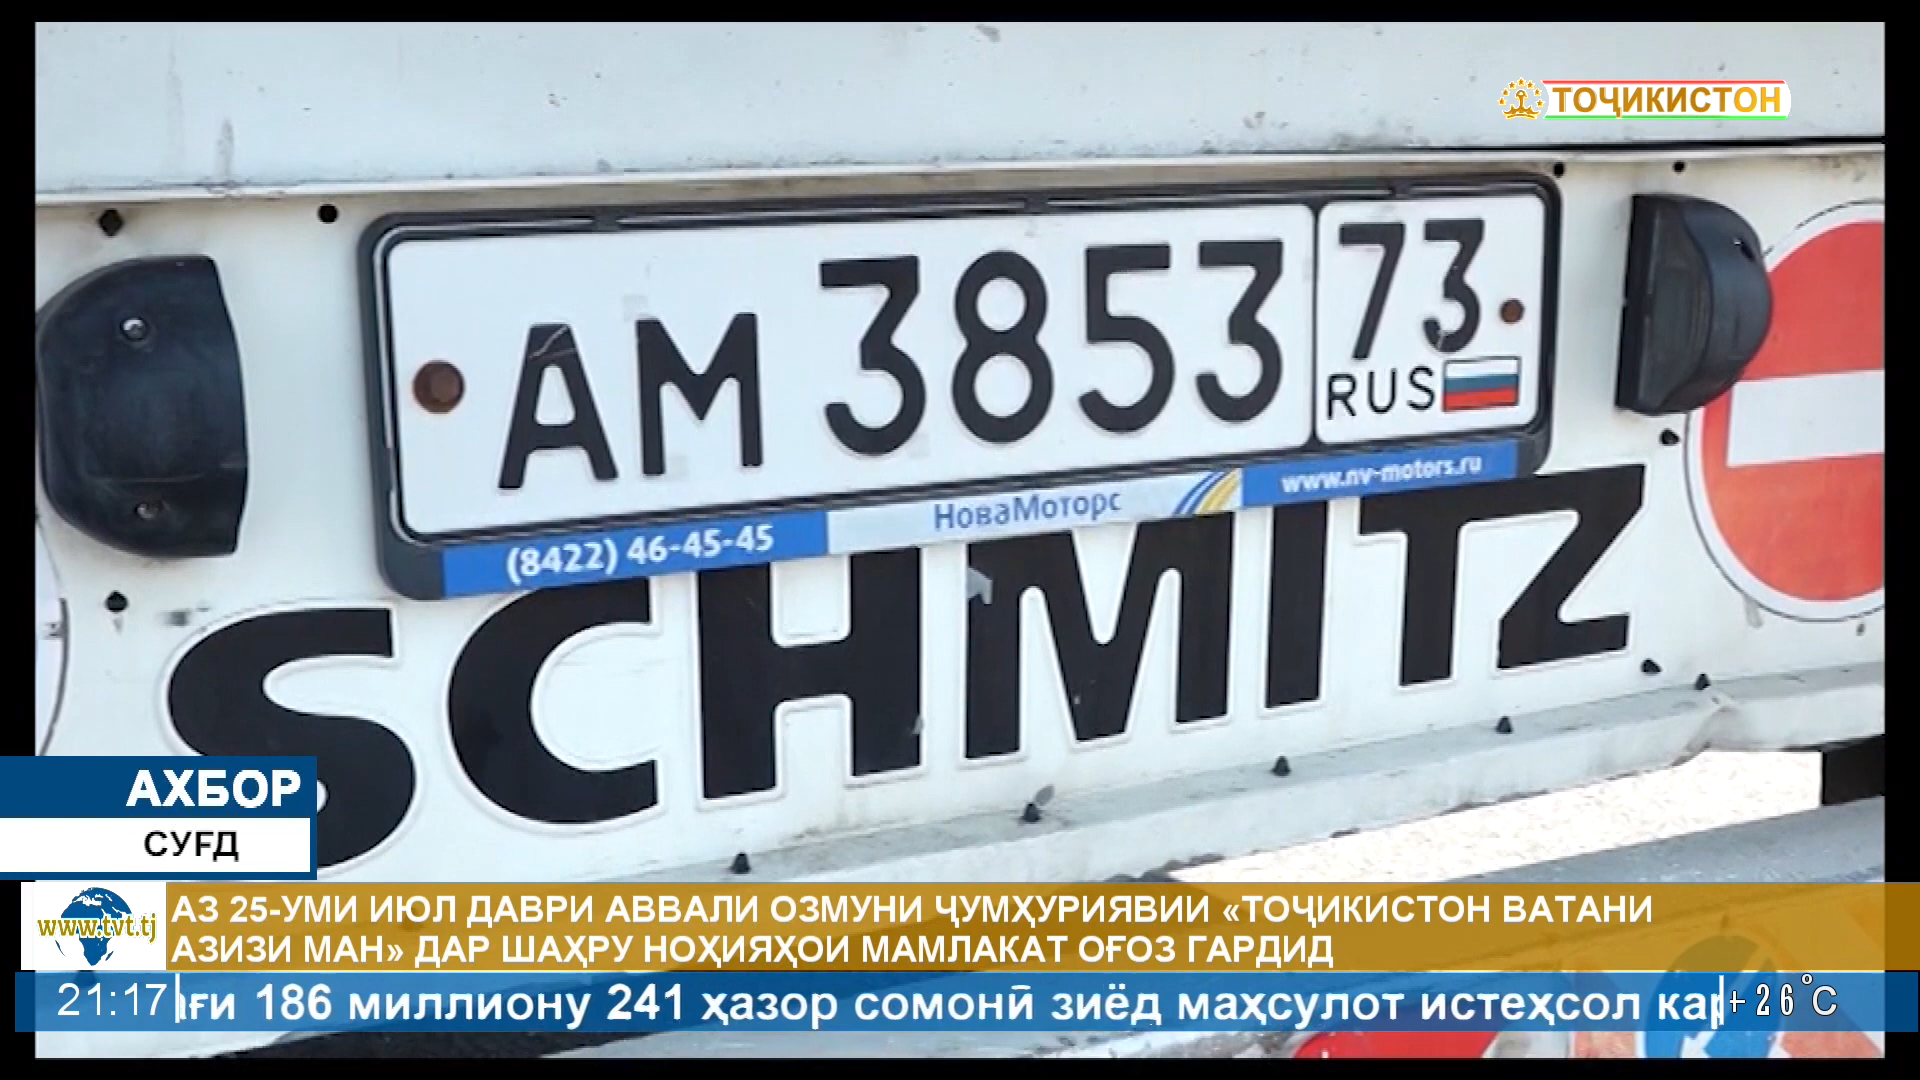 ТОҶИКИСТОН
АМ 3853 73
RUS
(8422) 46-45-45 НоваМоторс www.nv-motors.ru
SCHMITZ
АХБОР
СУҒД
www.tvt.tj
АЗ 25-УМИ ИЮЛ ДАВРИ АВВАЛИ ОЗМУНИ ҶУМҲУРИЯВИИ «ТОҶИКИСТОН ВАТАНИ
АЗИЗИ МАН» ДАР ШАҲРУ НОҲИЯҲОИ МАМЛАКАТ ОҒОЗ ГАРДИД
21:17 ағи 186 миллиону 241 ҳазор сомонӣ зиёд маҳсулот истеҳсол кар +26°C